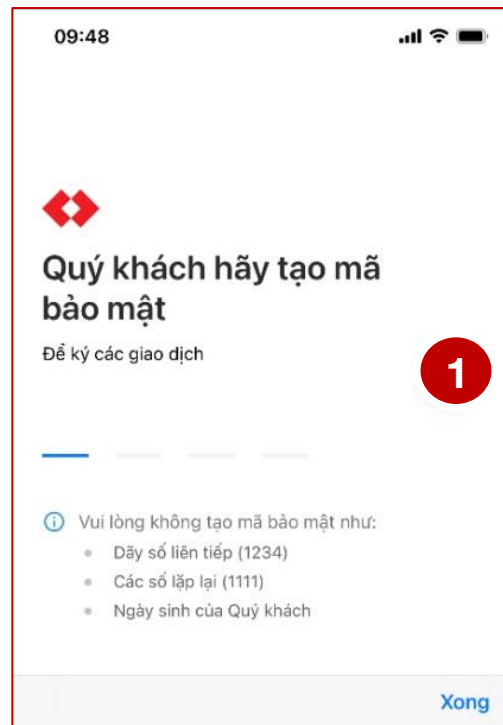 09:48
Quý khách hãy tạo mã
bảo mật
Để ký các giao dịch
1
Vui lòng không tạo mã bảo mật như:
Dãy số liên tiếp (1234)
Các số lặp lại (1111)
Ngày sinh của Quý khách
Xong